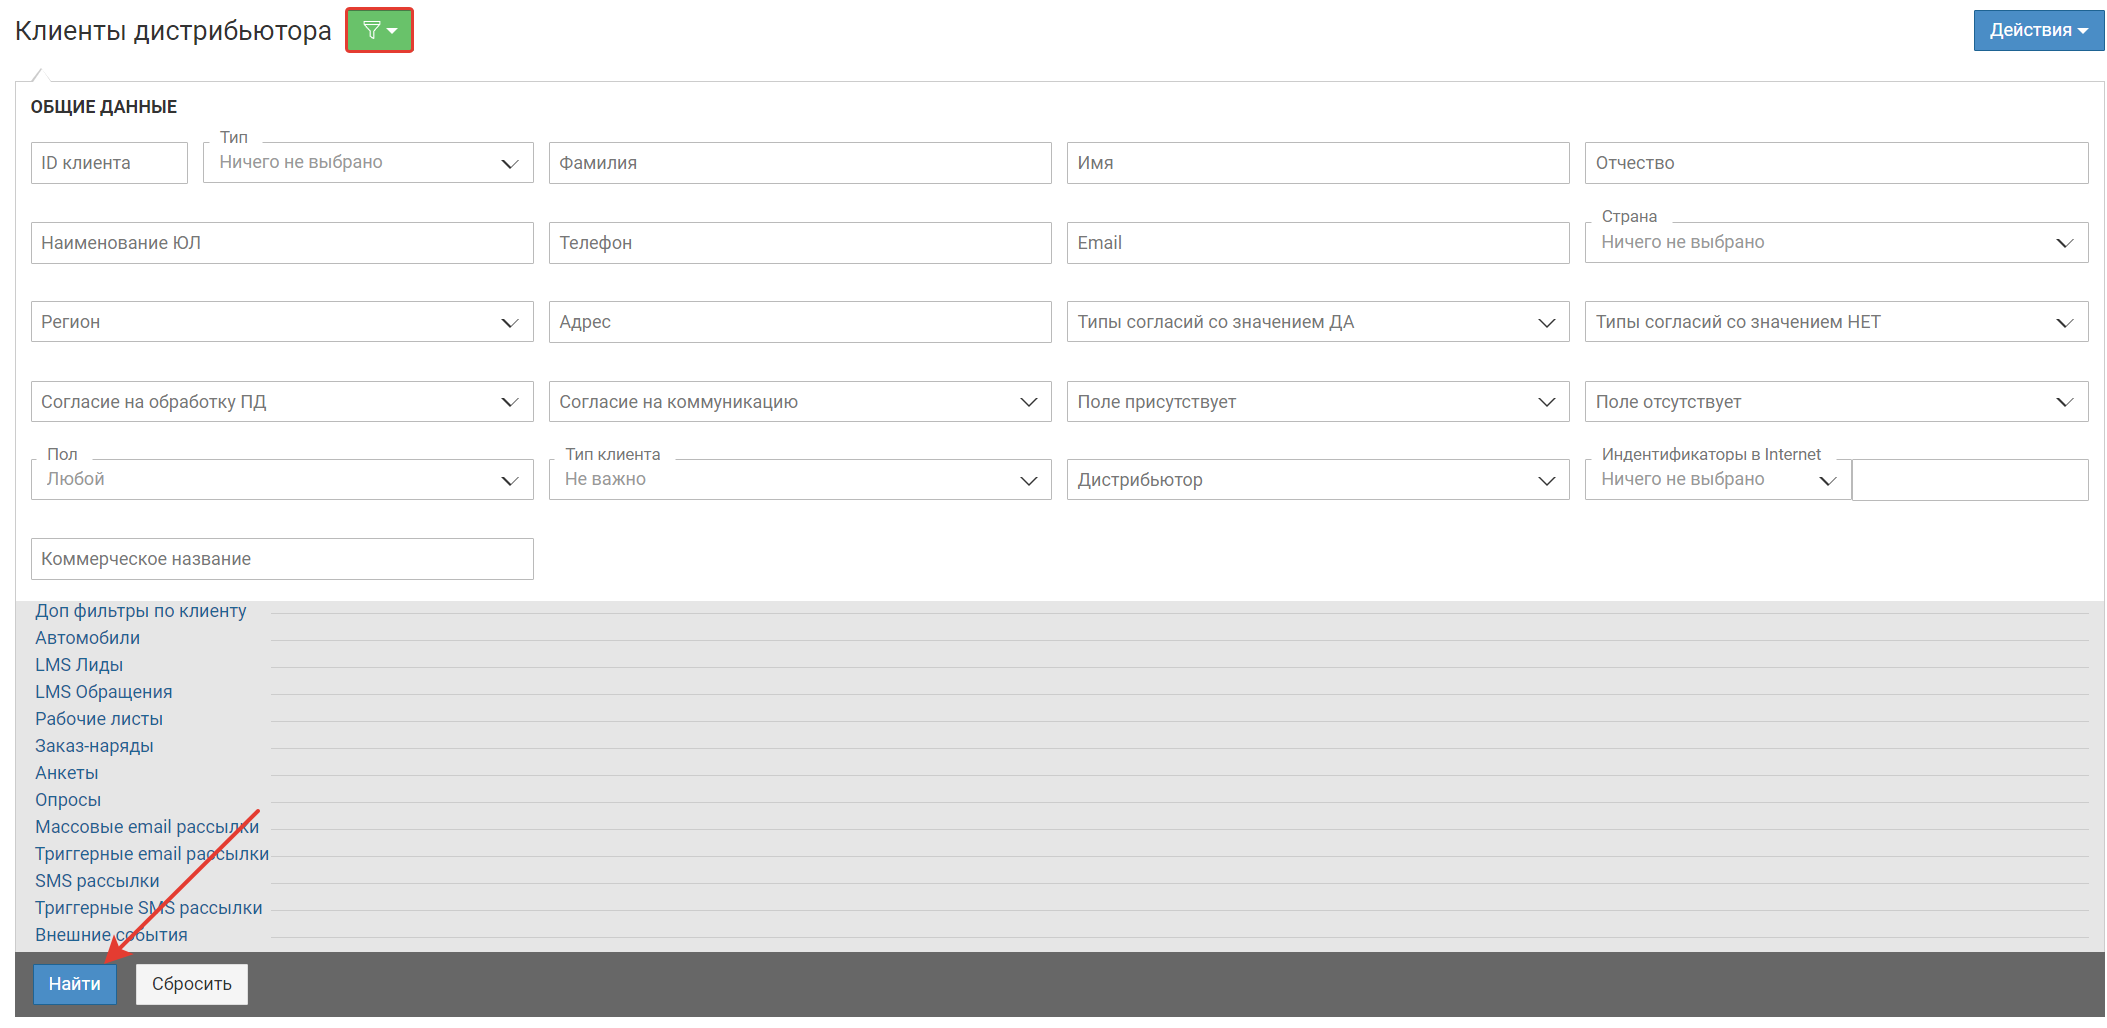 Клиенты дистрибьютора
Действия
ОБЩИЕ ДАННЫЕ
ID клиента
Тип
Ничего не выбрано
Фамилия
Имя
Отчество
Наименование ЮЛ
Телефон
Email
Страна
Ничего не выбрано
Регион
Адрес
Типы согласий со значением ДА
Типы согласий со значением НЕТ
Согласие на обработку ПД
Согласие на коммуникацию
Поле присутствует
Поле отсутствует
Пол
Любой
Тип клиента
Не важно
Дистрибьютор
Индентификаторы в Internet
Ничего не выбрано
Коммерческое название
Доп фильтры по клиенту
Автомобили
LMS Лиды
LMS Обращения
Рабочие листы
Заказ-наряды
Анкеты
Опросы
Массовые email рассылки
Триггерные email рассылки
SMS рассылки
Триггерные SMS рассылки
Внешние события
Найти
Сбросить